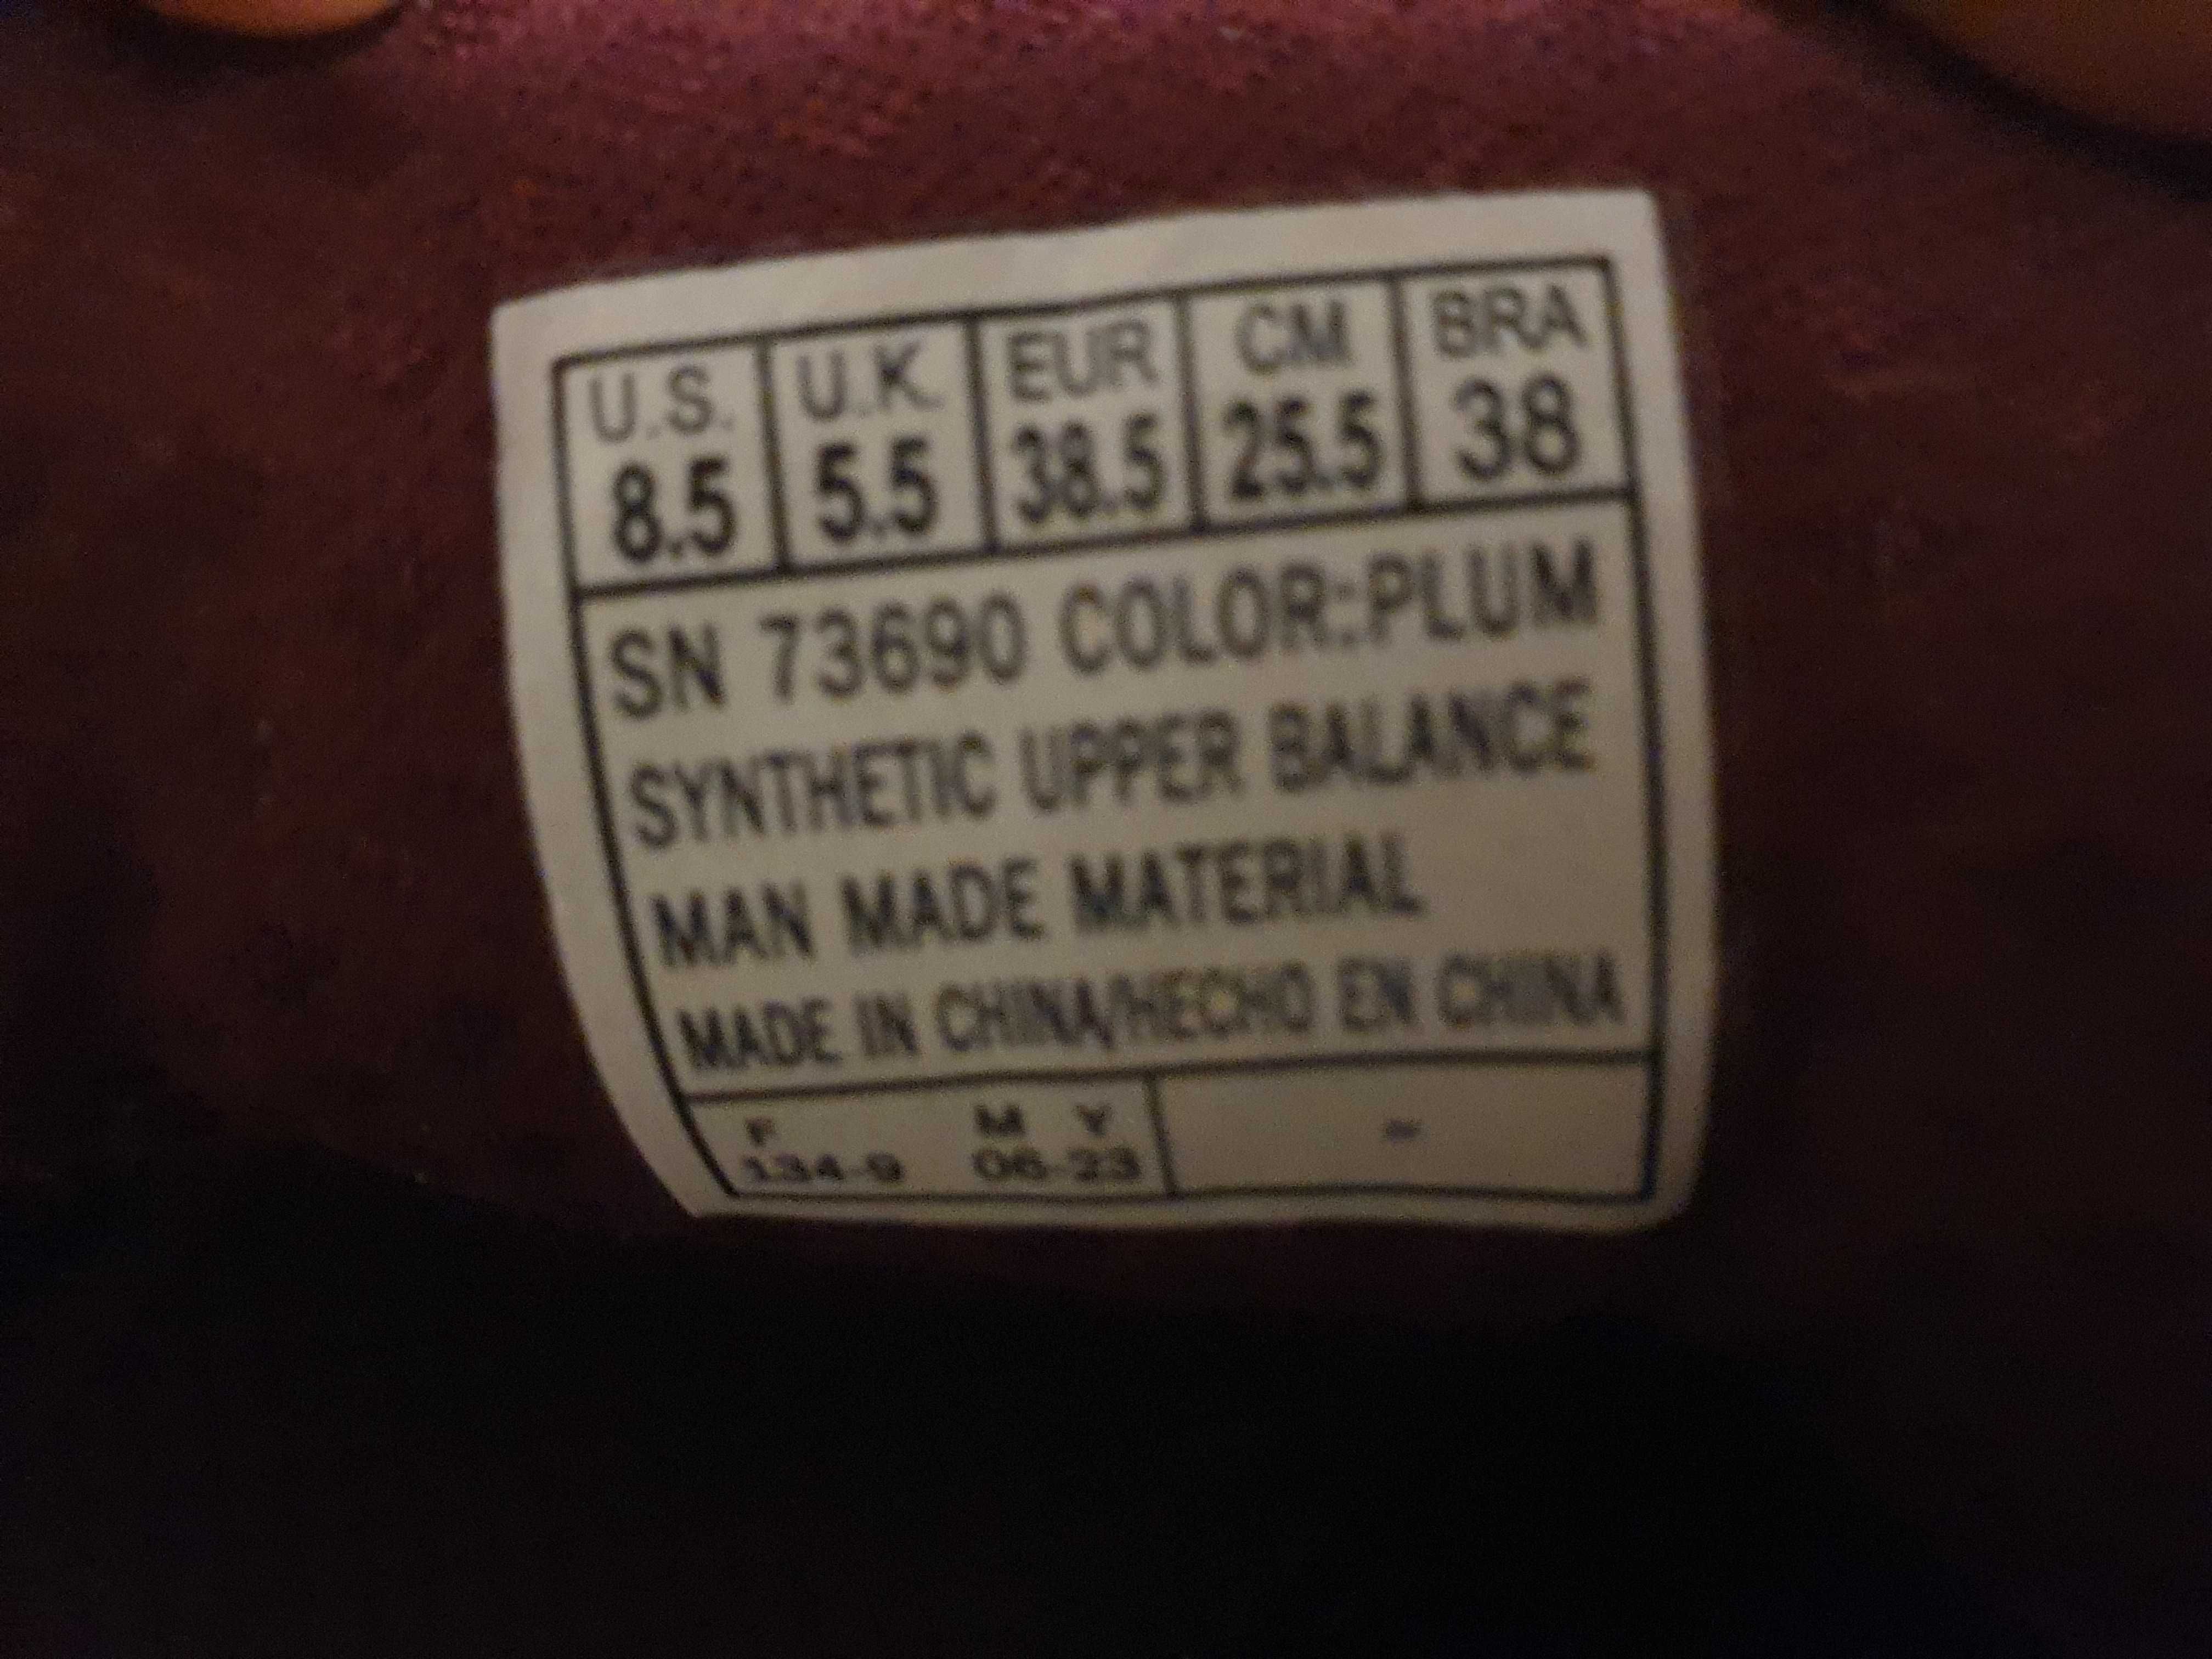 U.S. U.K. EUR CM BRA
8.5 5.5 38.5 25.5 38
SN 73690 COLOR:PLUM
SYNTHETIC UPPER BALANCE
MAN MADE MATERIAL
MADE IN CHINA/HECHO EN CHINA
F M Y
134-9 06-23 -